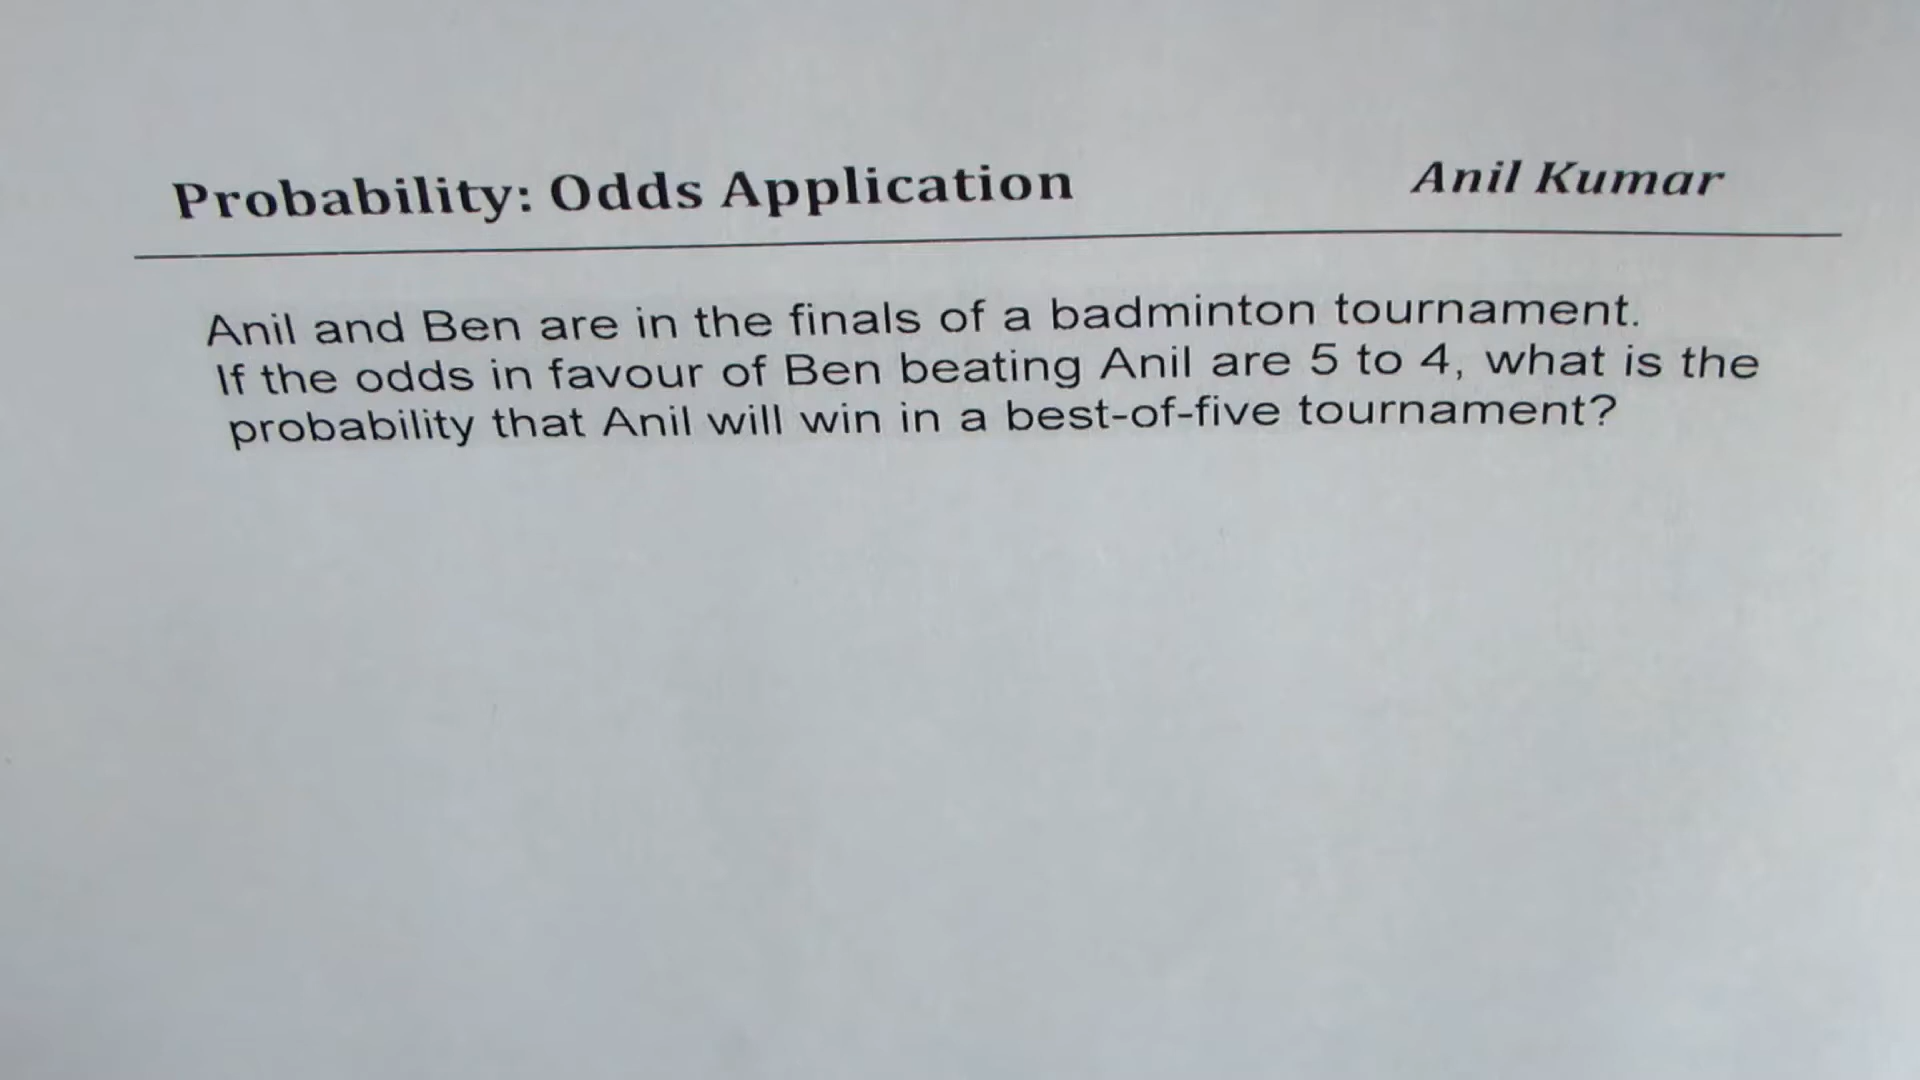 Probability: Odds Application Anil Kumar
Anil and Ben are in the finals of a badminton tournament.
If the odds in favour of Ben beating Anil are 5 to 4, what is the
probability that Anil will win in a best-of-five tournament?